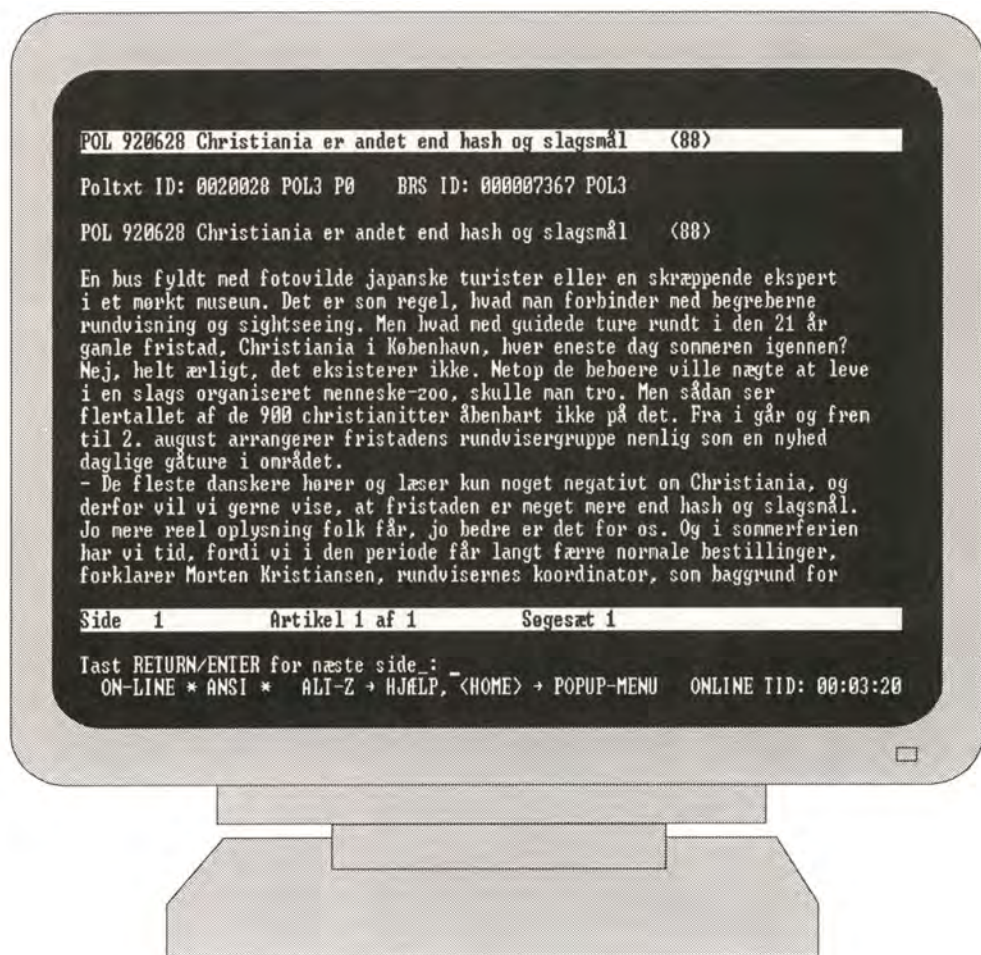 POL 920628 Christiania er andet end hash og slagsmål (88)
Poltxt ID: 0020028 POL3 P0 BRS ID: 000007367 POL3
POL 920628 Christiania er andet end hash og slagsmål (88)
En bus fyldt med fotovilde japanske turister eller en skræppende ekspert
i et mørkt museum. Det er som regel, hvad man forbinder med begreberne
rundvisning og sightseeing. Men hvad med guidede ture rundt i den 21 år
gamle fristad, Christiania i København, hver eneste dag sommeren igennem?
Nej, helt ærligt, det eksisterer ikke. Netop de beboere ville nægte at leve
i en slags organiseret menneske-zoo, skulle man tro. Men sådan ser
flertallet af de 900 christianitter åbenbart ikke på det. Fra i går og frem
til 2. august arrangerer fristadens rundvisergruppe nemlig som en nyhed
daglige gåture i området.
- De fleste danskere hører og læser kun noget negativt om Christiania, og
derfor vil vi gerne vise, at fristaden er meget mere end hash og slagsmål.
Jo mere reel oplysning folk får, jo bedre er det for os. Og i sommerferien
har vi tid, fordi vi i den periode får langt færre normale bestillinger,
forklarer Morten Kristiansen, rundvisernes koordinator, som baggrund for
Side 1 Artikel 1 af 1 Søgesæt 1
Tast RETURN/ENTER for næste side_: _
ON-LINE * ANSI * ALT-Z → HJÆLP, <HOME> → POPUP-MENU ONLINE TID: 00:03:20